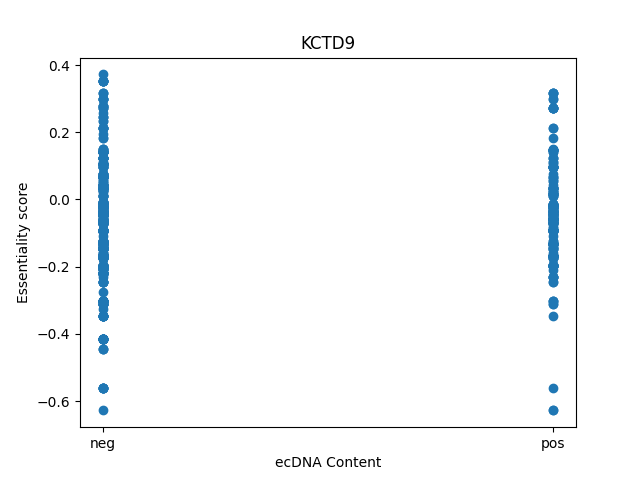 KCTD9
Essentiality score
0.4
0.2
0.0
−0.2
−0.4
−0.6
neg
pos
ecDNA Content